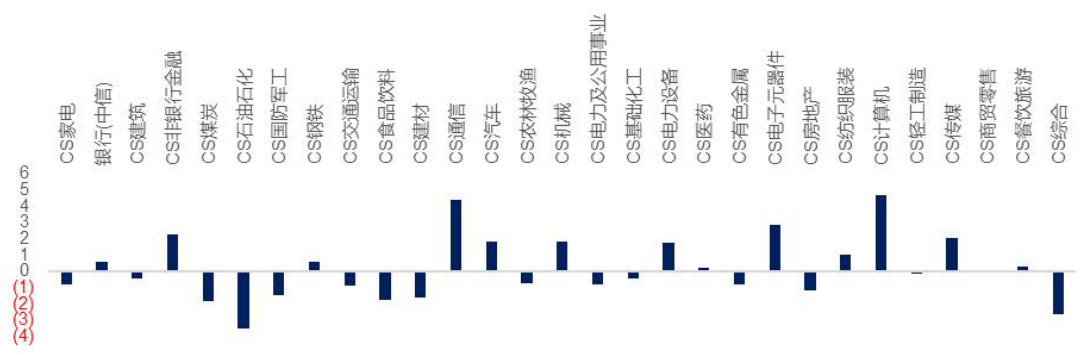 CS家电
银行(中信)
CS建筑
CS非银行金融
CS煤炭
CS石油石化
CS国防军工
CS钢铁
CS交通运输
CS食品饮料
CS建材
CS通信
CS汽车
CS农林牧渔
CS机械
CS电力及公用事业
CS基础化工
CS电力设备
CS医药
CS有色金属
CS电子元器件
CS房地产
CS纺织服装
CS计算机
CS轻工制造
CS传媒
CS商贸零售
CS餐饮旅游
CS综合
6
5
4
3
2
1
0
(1)
(2)
(3)
(4)